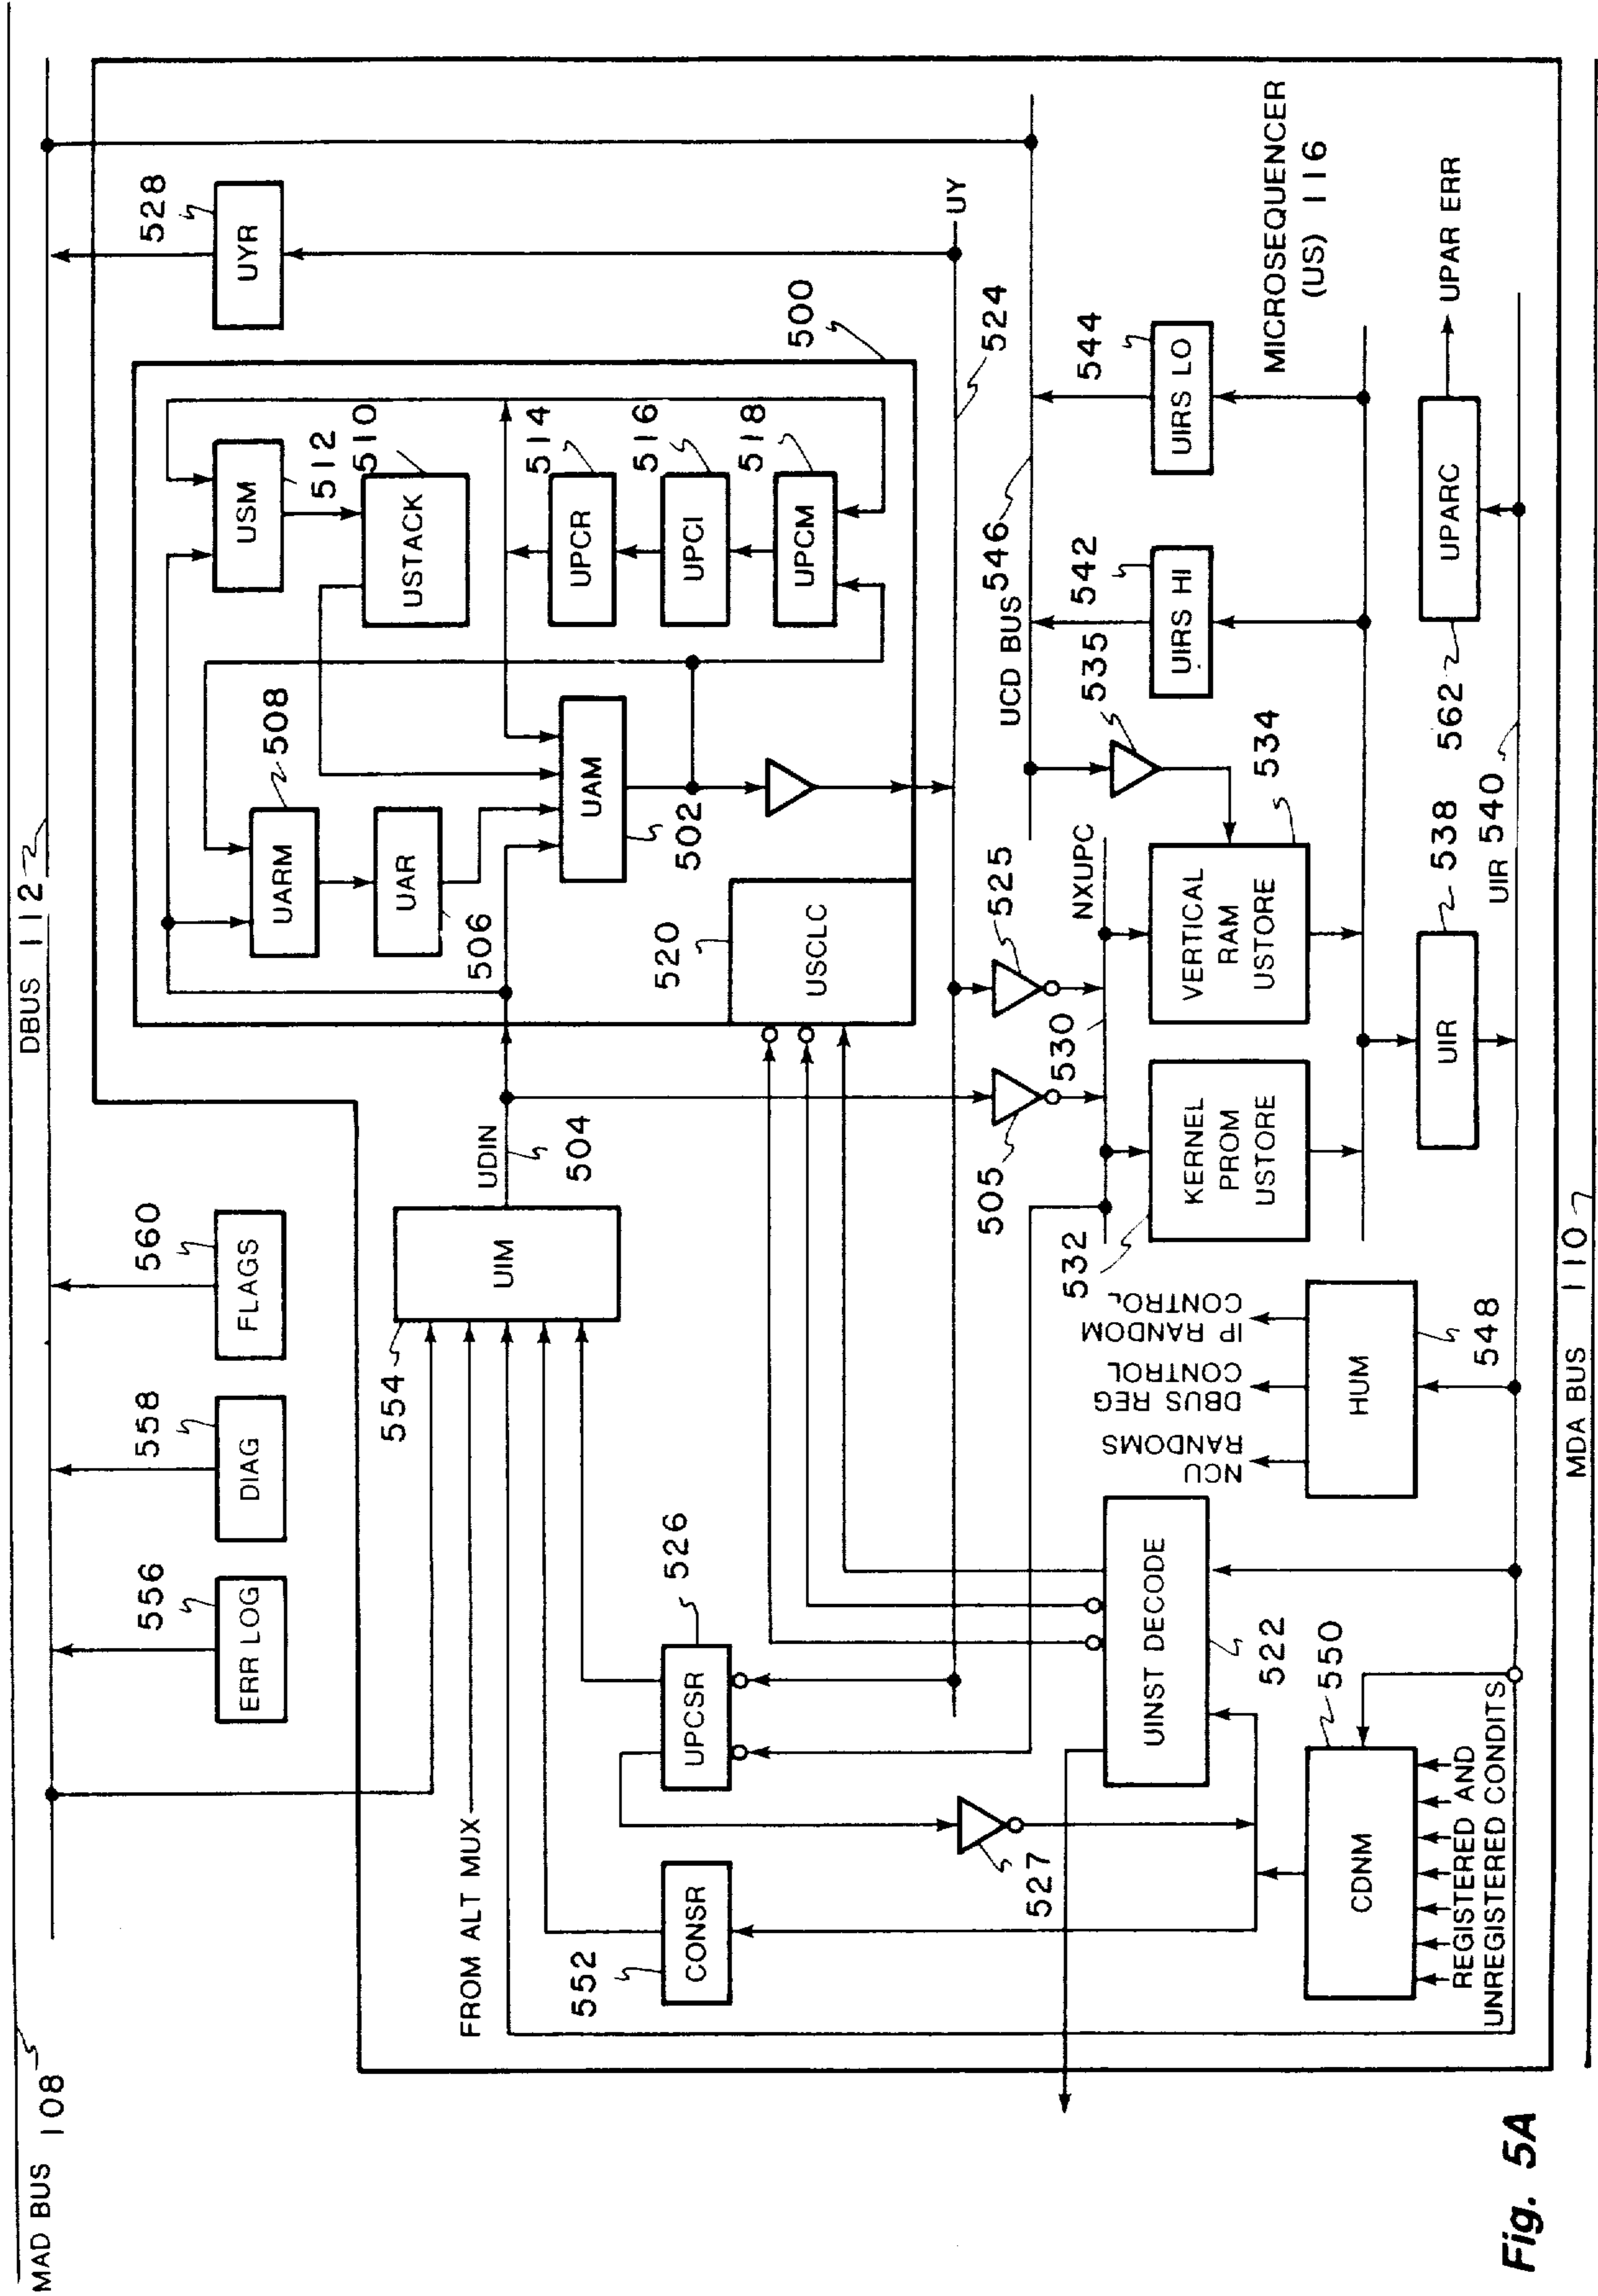 MAD BUS 108
DBUS 112
ERR LOG
556
DIAG
558
FLAGS
560
UYR
528
FROM ALT MUX
554
UIM
UDIN
504
UARM
508
UAR
506
UAM
502
USM
512
USTACK
510
UPCR
514
UPCI
516
UPCM
518
USCLC
520
500
UY
524
CONSR
552
UPCSR
526
527
505
525
530
NXUPC
UCD BUS 546
535
UINST DECODE
522
NCU
RANDOMS
DBUS REG
CONTROL
IP RANDOM
CONTROL
HUM
548
532
KERNEL
PROM
USTORE
VERTICAL
RAM
USTORE
534
UIRS HI
542
UIRS LO
544
MICROSEQUENCER
(US) 116
CDNM
550
REGISTERED AND
UNREGISTERED CONDITS
UIR
538
UIR 540
UPARC
562
UPAR ERR
MDA BUS 110
Fig. 5A